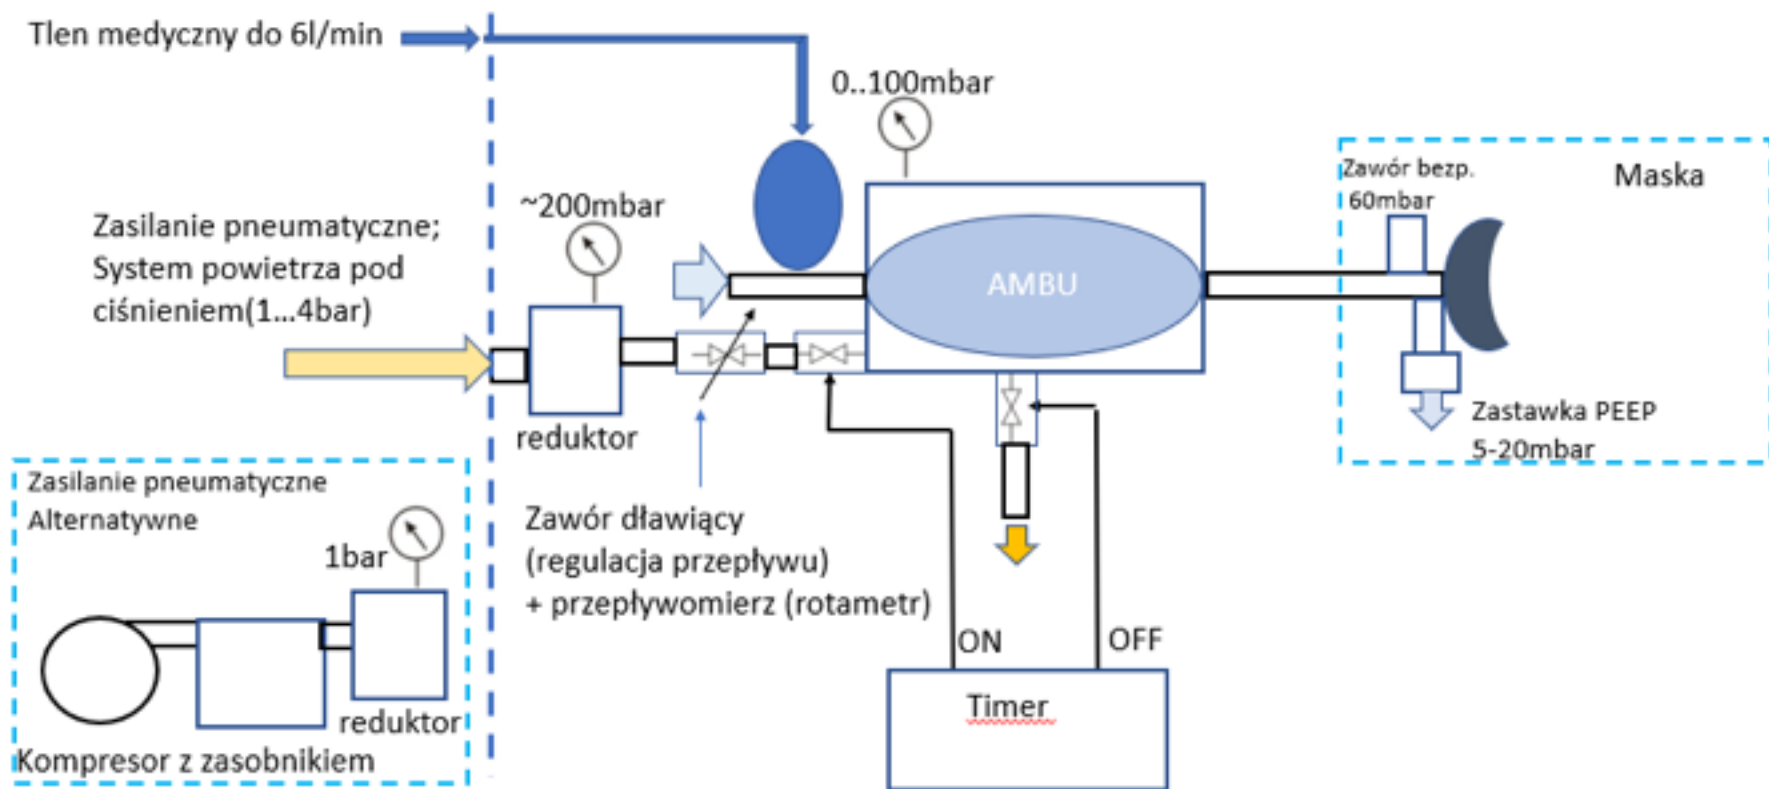 Tlen medyczny do 6l/min
0..100mbar
Zawór bezp.
60mbar
Maska
~200mbar
Zasilanie pneumatyczne;
System powietrza pod
ciśnieniem(1...4bar)
AMBU
reduktor
Zastawka PEEP
5-20mbar
Zasilanie pneumatyczne
Alternatywne
1bar
reduktor
Kompresor z zasobnikiem
Zawór dławiący
(regulacja przepływu)
+ przepływomierz (rotametr)
ON
OFF
Timer